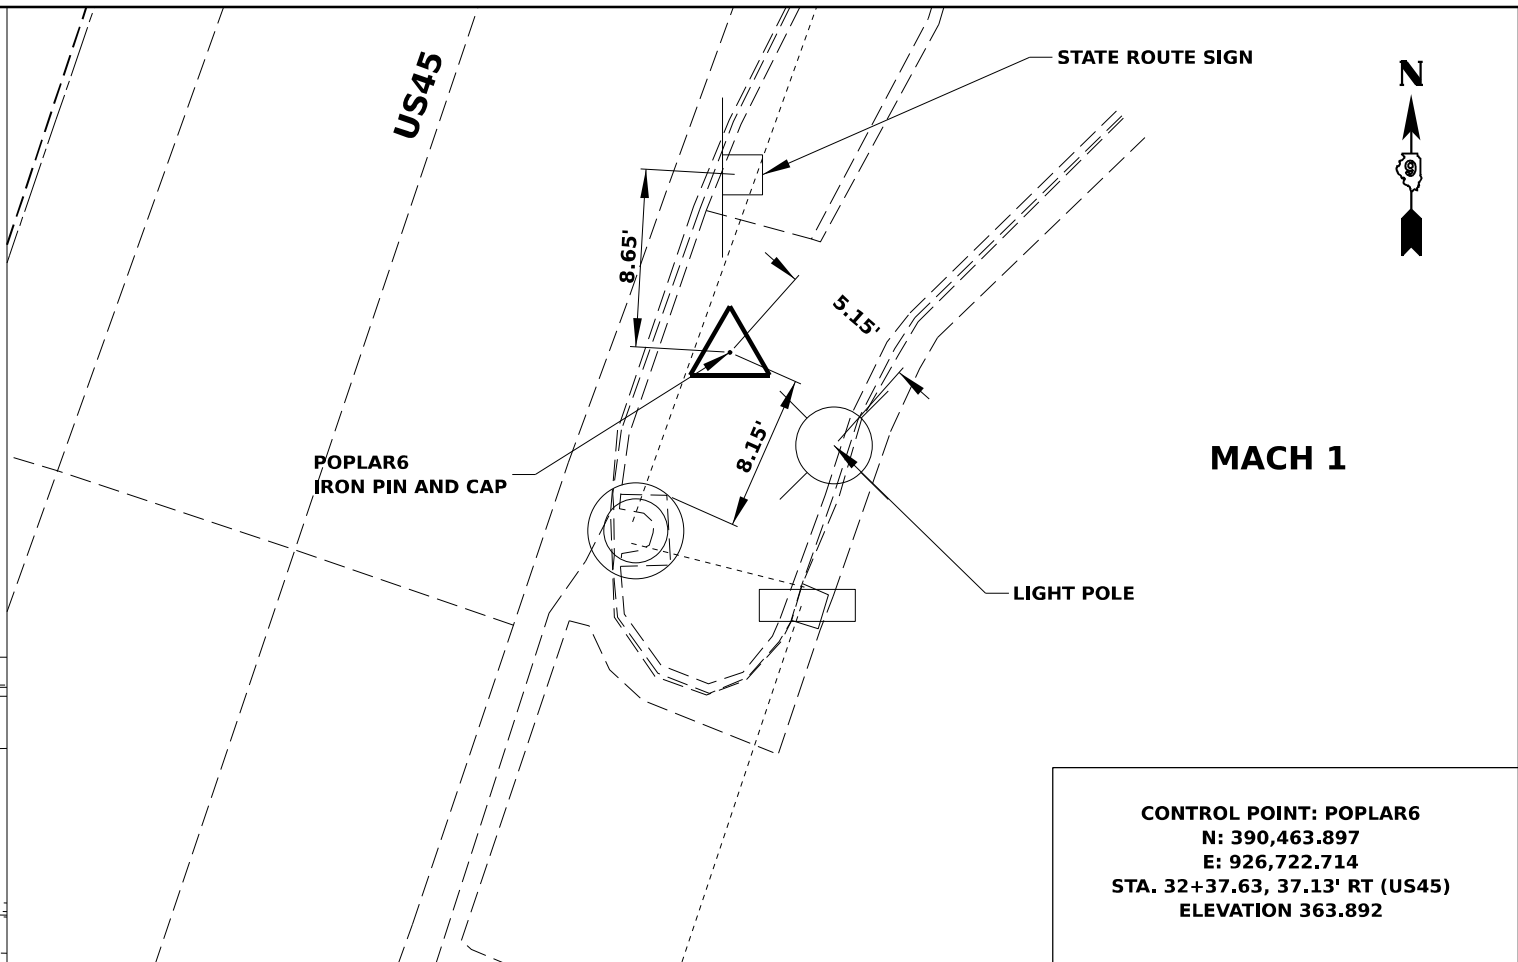 STATE ROUTE SIGN
N
US45
9
8.65'
5.15'
8.15'
POPLAR6
IRON PIN AND CAP
MACH 1
LIGHT POLE
CONTROL POINT: POPLAR6
N: 390,463.897
E: 926,722.714
STA. 32+37.63, 37.13' RT (US45)
ELEVATION 363.892